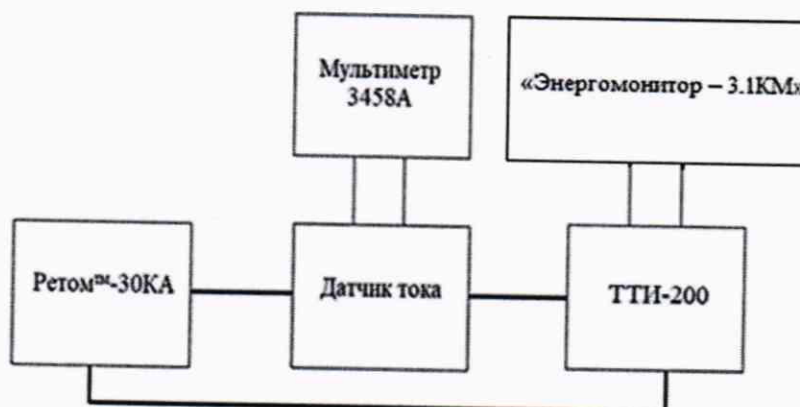 Мультиметр
3458А
«Энергомонитор – 3.1КМ»
Ретом™-30КА
Датчик тока
ТТИ-200